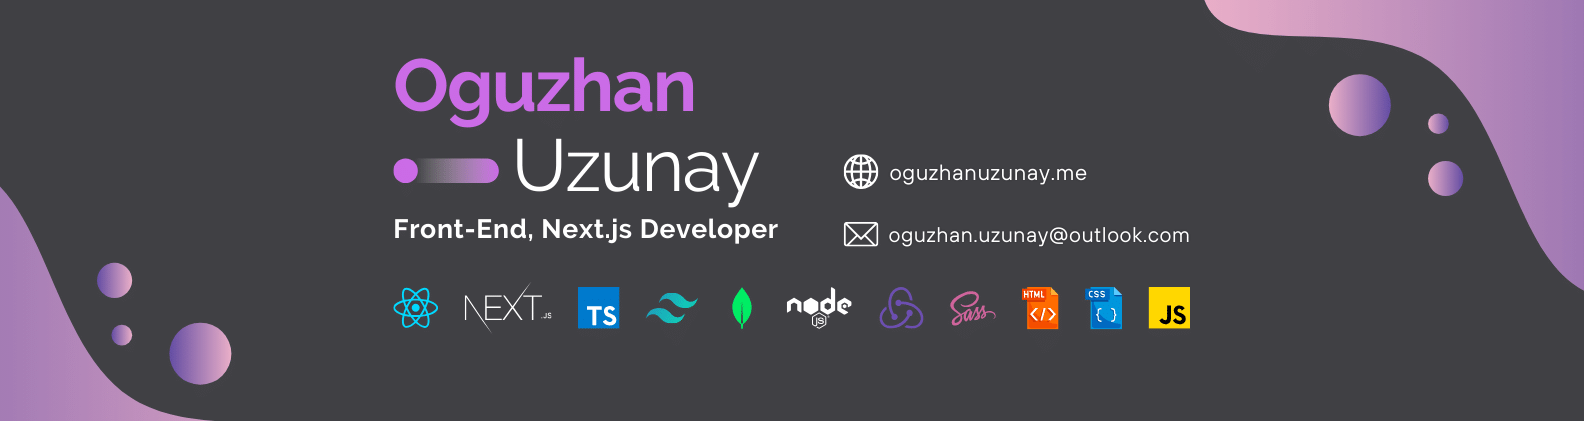 Oguzhan
Uzunay
Front-End, Next.js Developer
oguzhanuzunay.me
oguzhan.uzunay@outlook.com
NEXT.JS
TS
node
JS
Sass
HTML
</>
CSS
{ }
JS